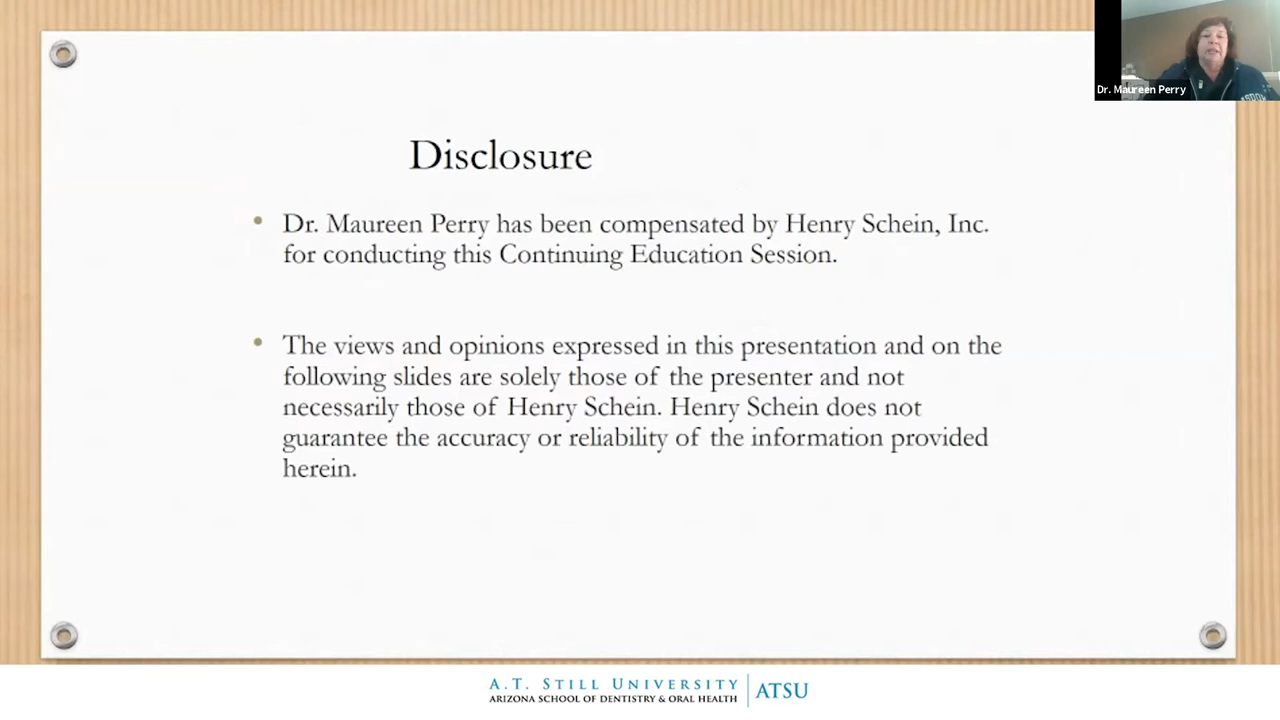 Dr. Maureen Perry
Disclosure
• Dr. Maureen Perry has been compensated by Henry Schein, Inc.
for conducting this Continuing Education Session.
• The views and opinions expressed in this presentation and on the
following slides are solely those of the presenter and not
necessarily those of Henry Schein. Henry Schein does not
guarantee the accuracy or reliability of the information provided
herein.
A.T. STILL UNIVERSITY
ARIZONA SCHOOL OF DENTISTRY & ORAL HEALTH
ATSU